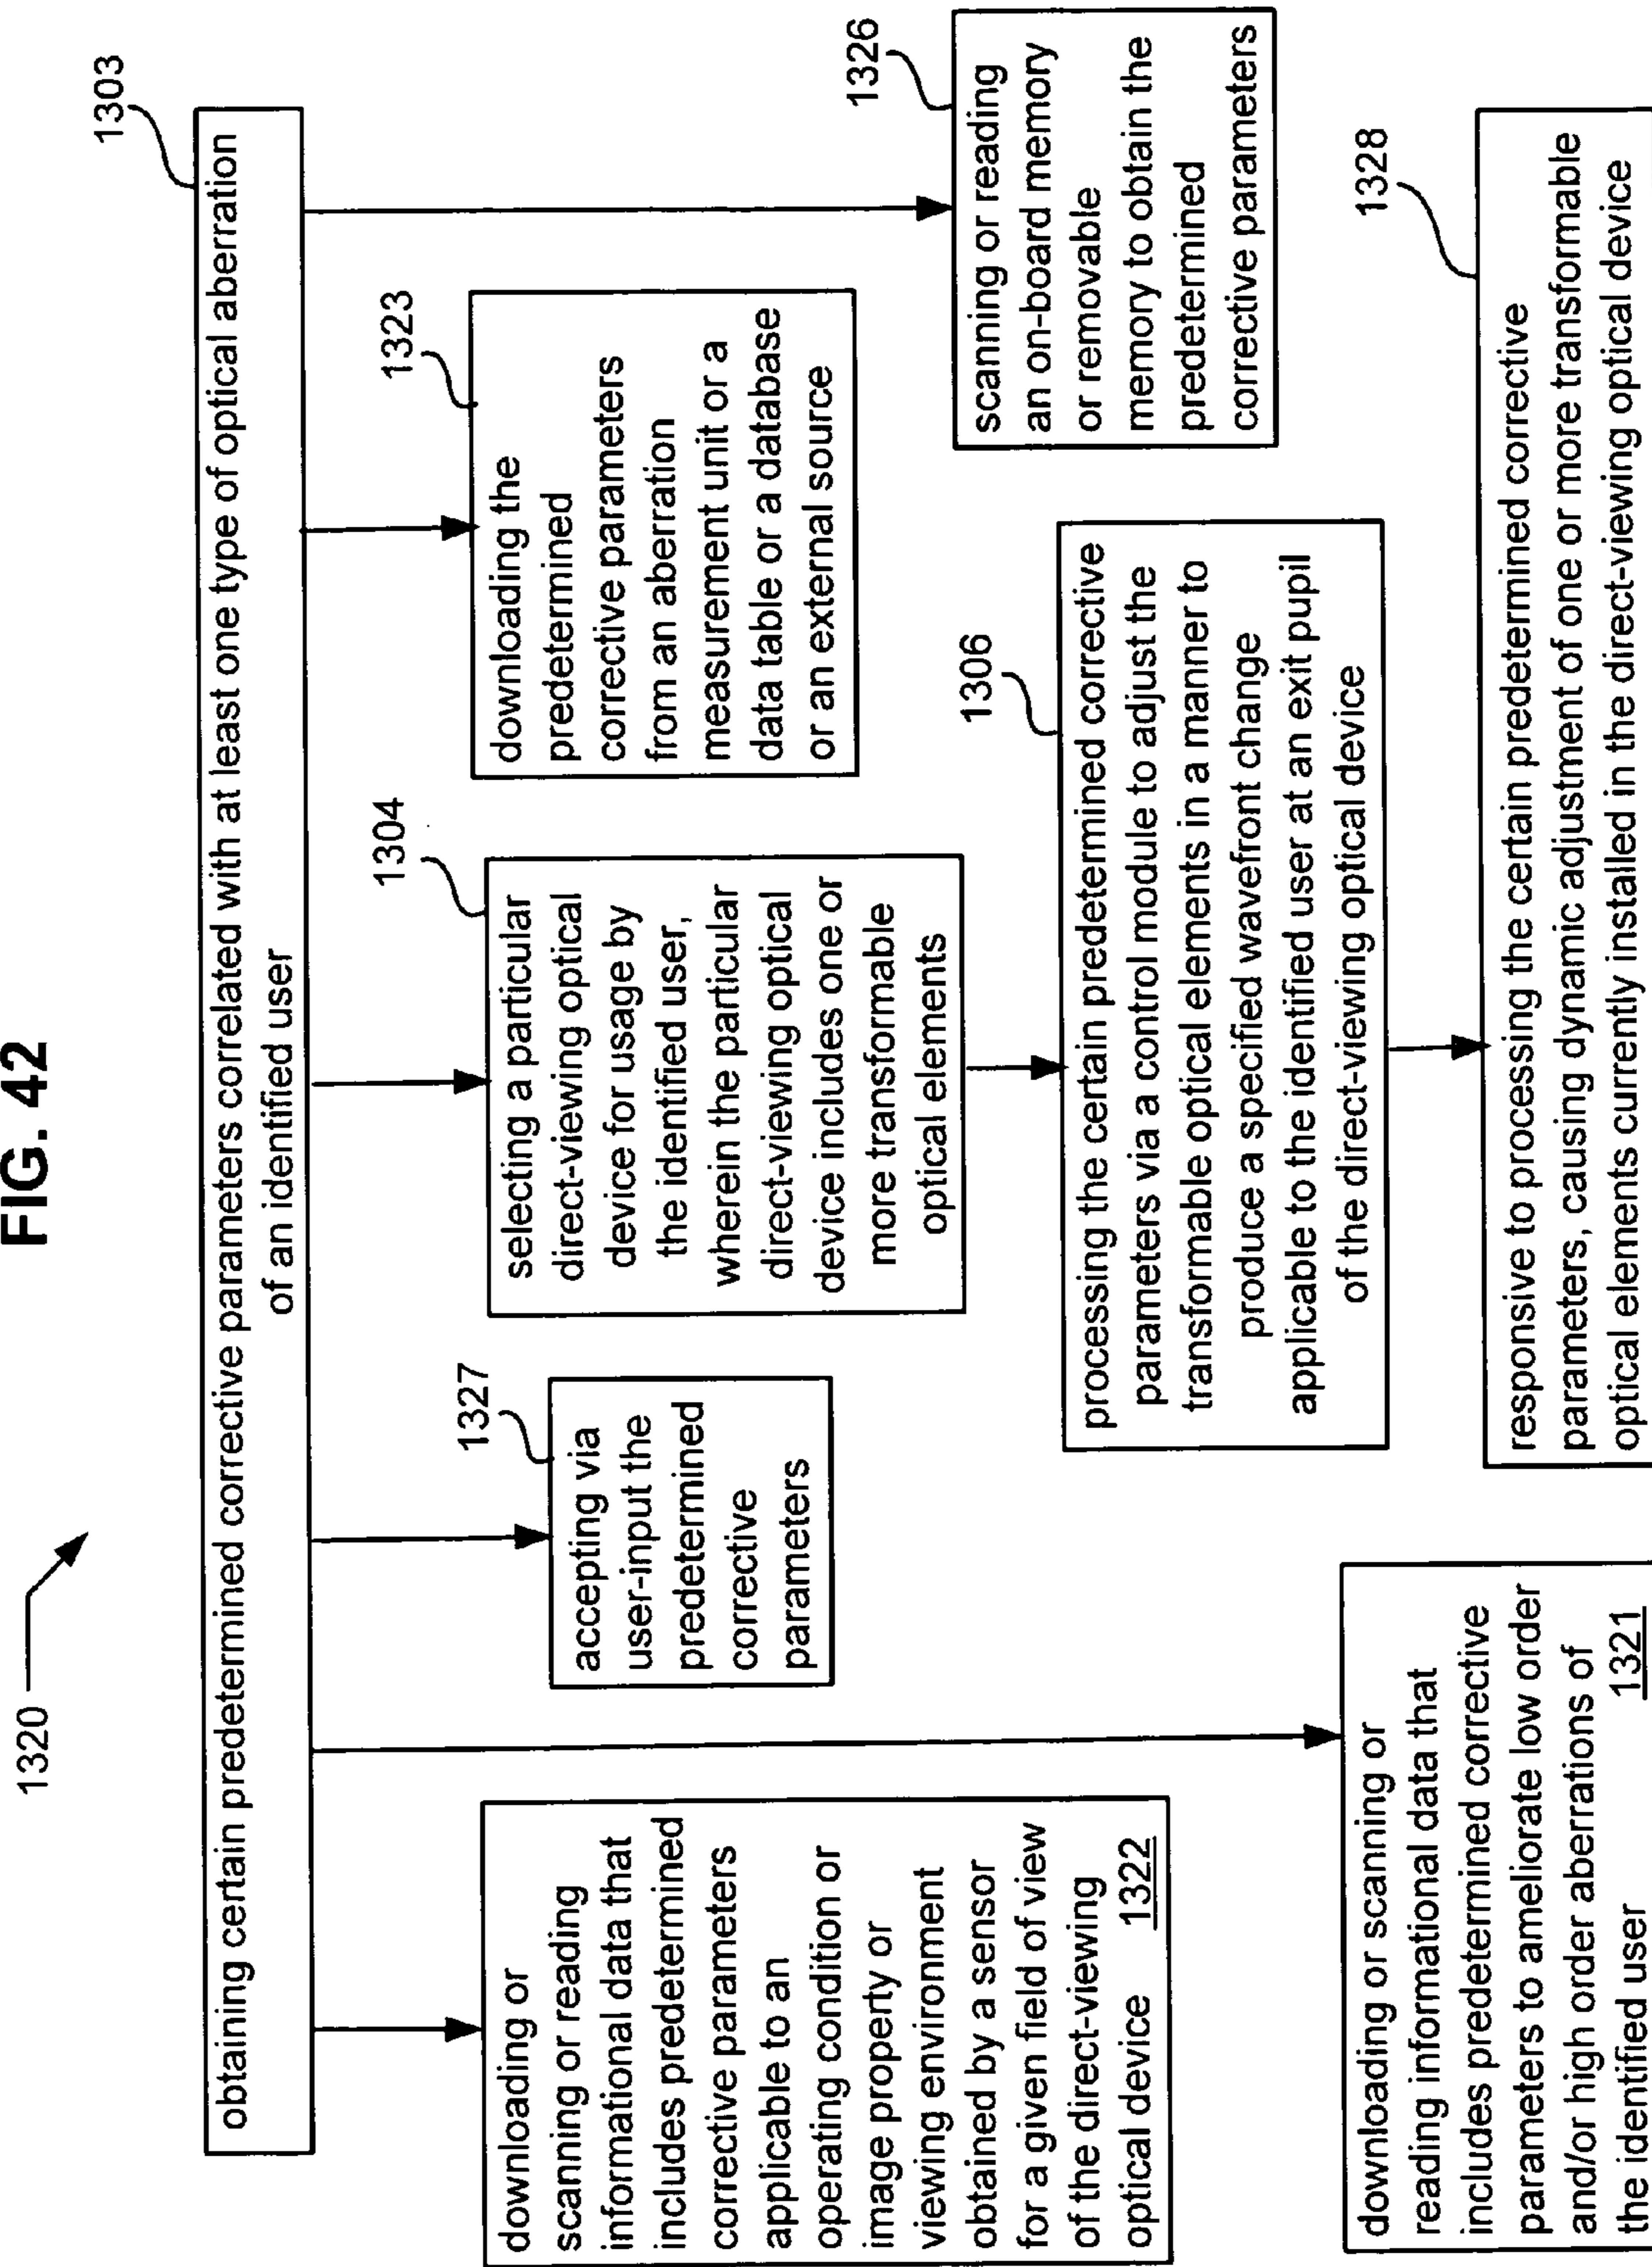 FIG. 42
1320
1303
obtaining certain predetermined corrective parameters correlated with at least one type of optical aberration
of an identified user
1322
downloading or
scanning or reading
informational data that
includes predetermined
corrective parameters
applicable to an
operating condition or
image property or
viewing environment
obtained by a sensor
for a given field of view
of the direct-viewing
optical device 1322
1327
accepting via
user-input the
predetermined
corrective
parameters
1304
selecting a particular
direct-viewing optical
device for usage by
the identified user,
wherein the particular
direct-viewing optical
device includes one or
more transformable
optical elements
1323
downloading the
predetermined
corrective parameters
from an aberration
measurement unit or a
data table or a database
or an external source
1326
scanning or reading
an on-board memory
or removable
memory to obtain the
predetermined
corrective parameters
1306
processing the certain predetermined corrective
parameters via a control module to adjust the
transformable optical elements in a manner to
produce a specified wavefront change
applicable to the identified user at an exit pupil
of the direct-viewing optical device
downloading or scanning or
reading informational data that
includes predetermined corrective
parameters to ameliorate low order
and/or high order aberrations of
the identified user 1321
1328
responsive to processing the certain predetermined corrective
parameters, causing dynamic adjustment of one or more transformable
optical elements currently installed in the direct-viewing optical device